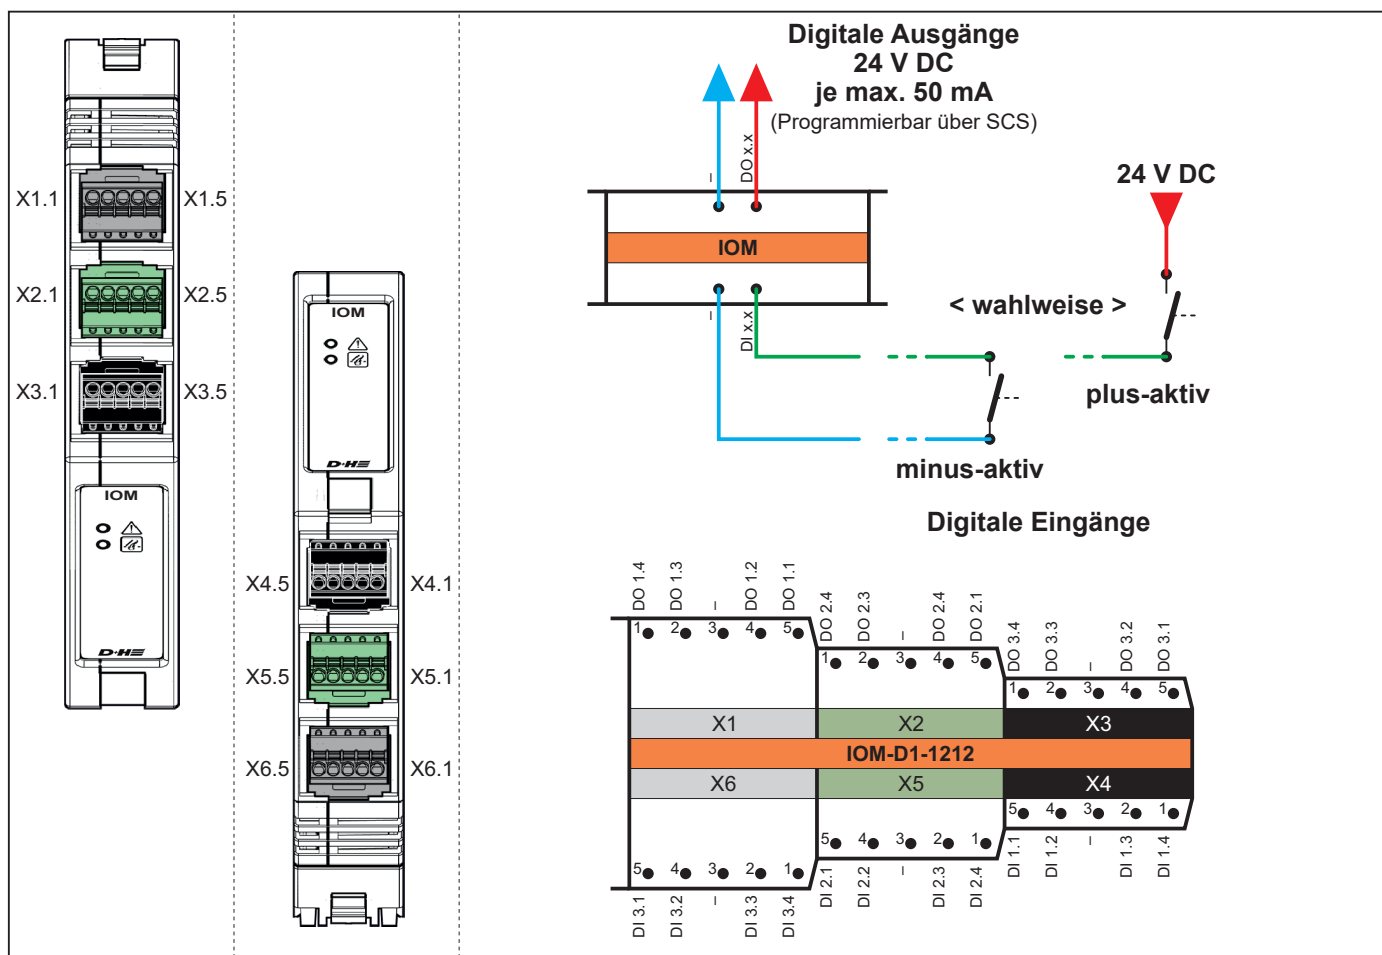 X1.1
X1.5
X2.1
X2.5
X3.1
X3.5
IOM
D+H
IOM
D+H
X4.5
X4.1
X5.5
X5.1
X6.5
X6.1
Digitale Ausgänge
24 V DC
je max. 50 mA
(Programmierbar über SCS)
–
DO x.x
IOM
–
DI x.x
24 V DC
< wahlweise >
plus-aktiv
minus-aktiv
Digitale Eingänge
DO 1.4 DO 1.3 – DO 1.2 DO 1.1
1 2 3 4 5
DO 2.4 DO 2.3 – DO 2.4 DO 2.1
1 2 3 4 5
DO 3.4 DO 3.3 – DO 3.2 DO 3.1
1 2 3 4 5
X1 X2 X3
IOM-D1-1212
X6 X5 X4
5 4 3 2 1
DI 3.1 DI 3.2 – DI 3.3 DI 3.4
5 4 3 2 1
DI 2.1 DI 2.2 – DI 2.3 DI 2.4
5 4 3 2 1
DI 1.1 DI 1.2 – DI 1.3 DI 1.4